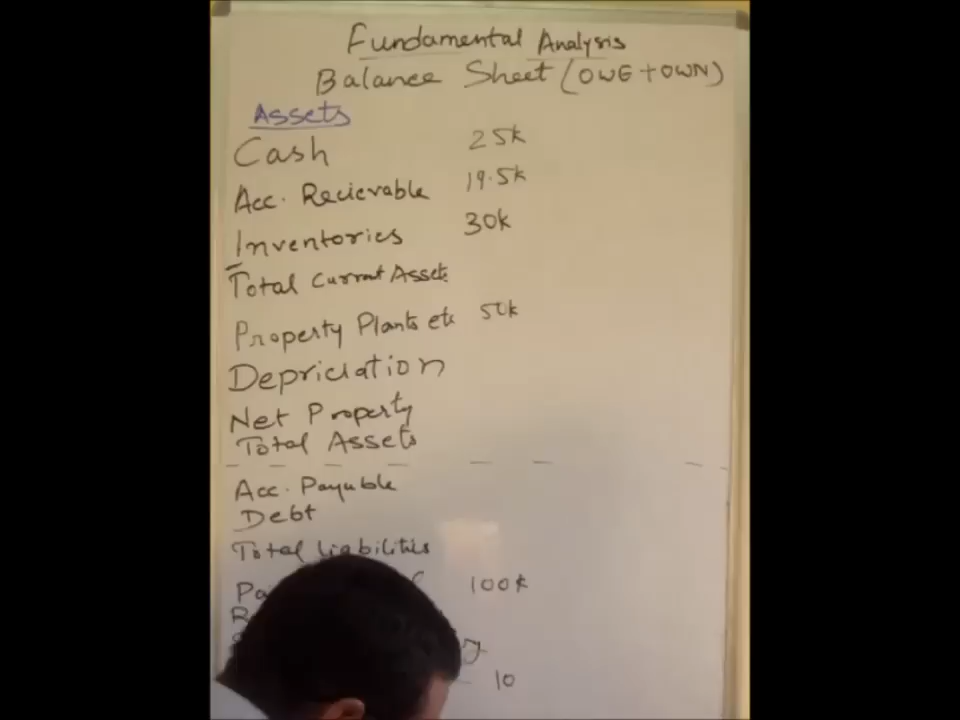 Fundamental Analysis
Balance Sheet (OWE + OWN)
Assets
Cash 25k
Acc. Recievable 19.5k
Inventories 30k
Total Current Assets
Property Plants etc 50k
Depriciation
Net Property
Total Assets
Acc. Payable
Debt
Total liabilities
100k
10